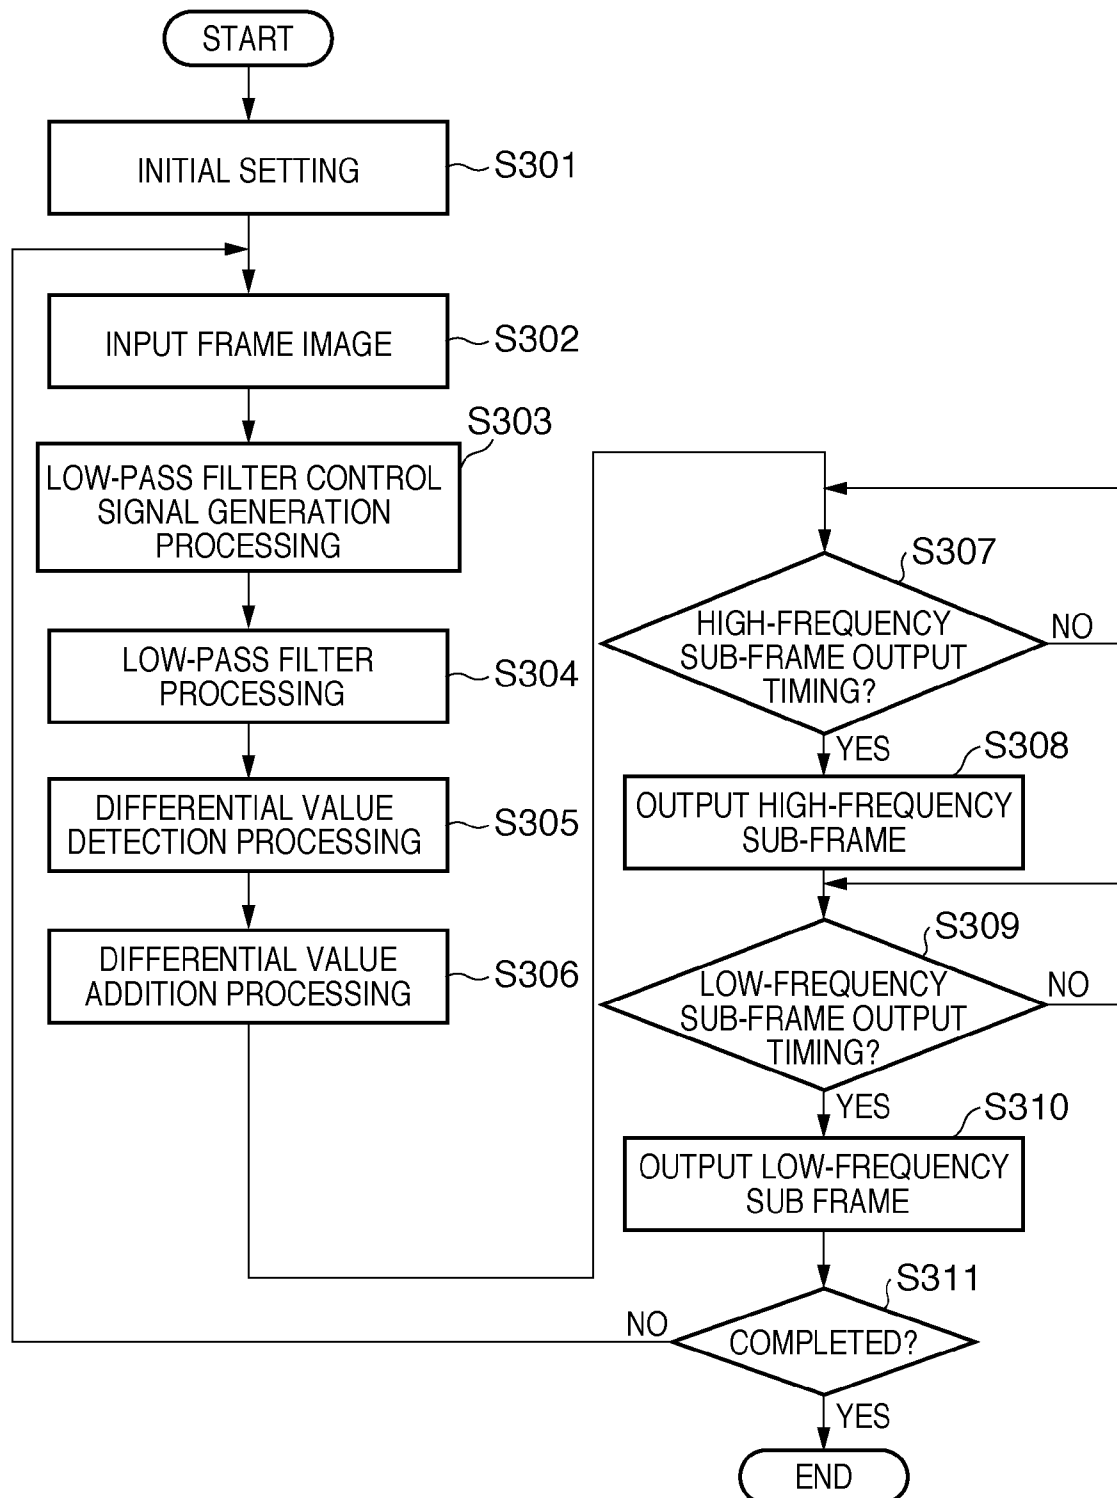 START
INITIAL SETTING
S301
INPUT FRAME IMAGE
S302
S303
LOW-PASS FILTER CONTROL
SIGNAL GENERATION
PROCESSING
LOW-PASS FILTER
PROCESSING
S304
DIFFERENTIAL VALUE
DETECTION PROCESSING
S305
DIFFERENTIAL VALUE
ADDITION PROCESSING
S306
S307
HIGH-FREQUENCY
SUB-FRAME OUTPUT
TIMING?
NO
YES
S308
OUTPUT HIGH-FREQUENCY
SUB-FRAME
S309
LOW-FREQUENCY
SUB-FRAME OUTPUT
TIMING?
NO
YES
S310
OUTPUT LOW-FREQUENCY
SUB FRAME
S311
COMPLETED?
NO
YES
END